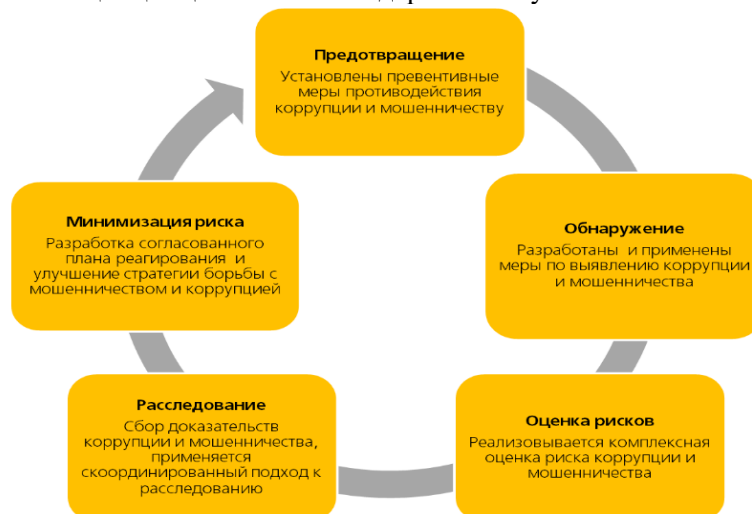 Предотвращение
Установлены превентивные
меры противодействия
коррупции и мошенничеству
Обнаружение
Разработаны и применены
меры по выявлению коррупции
и мошенничества
Оценка рисков
Реализовывается комплексная
оценка риска коррупции и
мошенничества
Расследование
Сбор доказательств
коррупции и мошенничества,
применяется
скоординированный подход к
расследованию
Минимизация риска
Разработка согласованного
плана реагирования и
улучшение стратегии борьбы с
мошенничеством и коррупцией